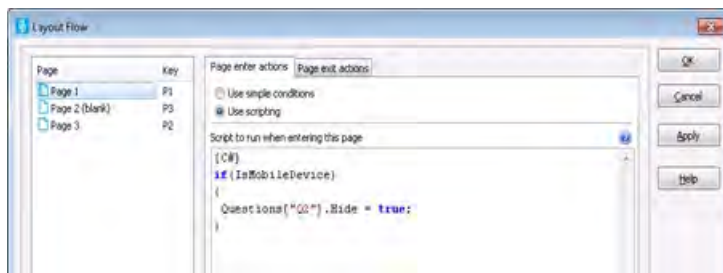 Layout Flow
Page Key
Page 1 P1
Page 2 (blank) P3
Page 3 P2
Page enter actions Page exit actions
Use simple conditions
Use scripting
Script to run when entering this page
[C#]
if(IsMobileDevice)
{
Questions["Q2"].Hide = true;
}
OK
Cancel
Apply
Help